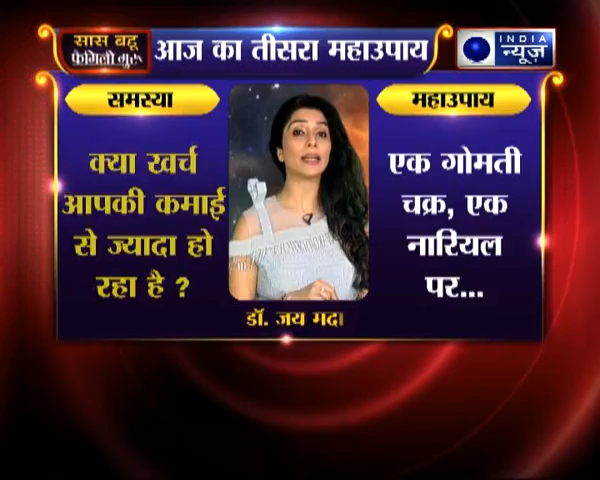 सास बहू
फैमिली गुरु
आज का तीसरा महाउपाय
INDIA
न्यूज़
समस्या
क्या खर्च
आपकी कमाई
से ज्यादा हो
रहा है ?
महाउपाय
एक गोमती
चक्र, एक
नारियल
पर...
डॉ. जय मदा